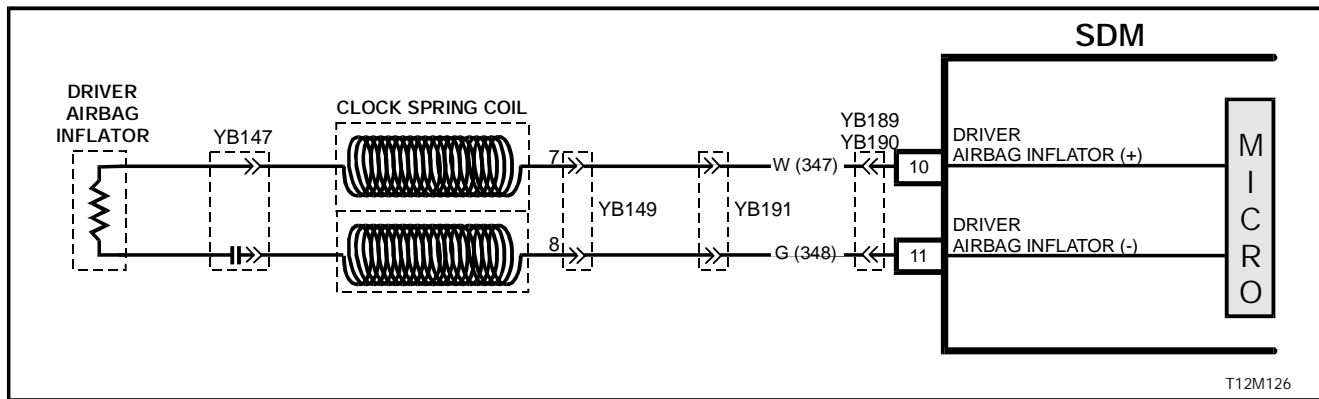 SDM
DRIVER
AIRBAG
INFLATOR
YB147
CLOCK SPRING COIL
7
8
YB149
YB191
W (347)
G (348)
YB189
YB190
10
11
DRIVER
AIRBAG INFLATOR (+)
DRIVER
AIRBAG INFLATOR (-)
M
I
C
R
O
T12M126